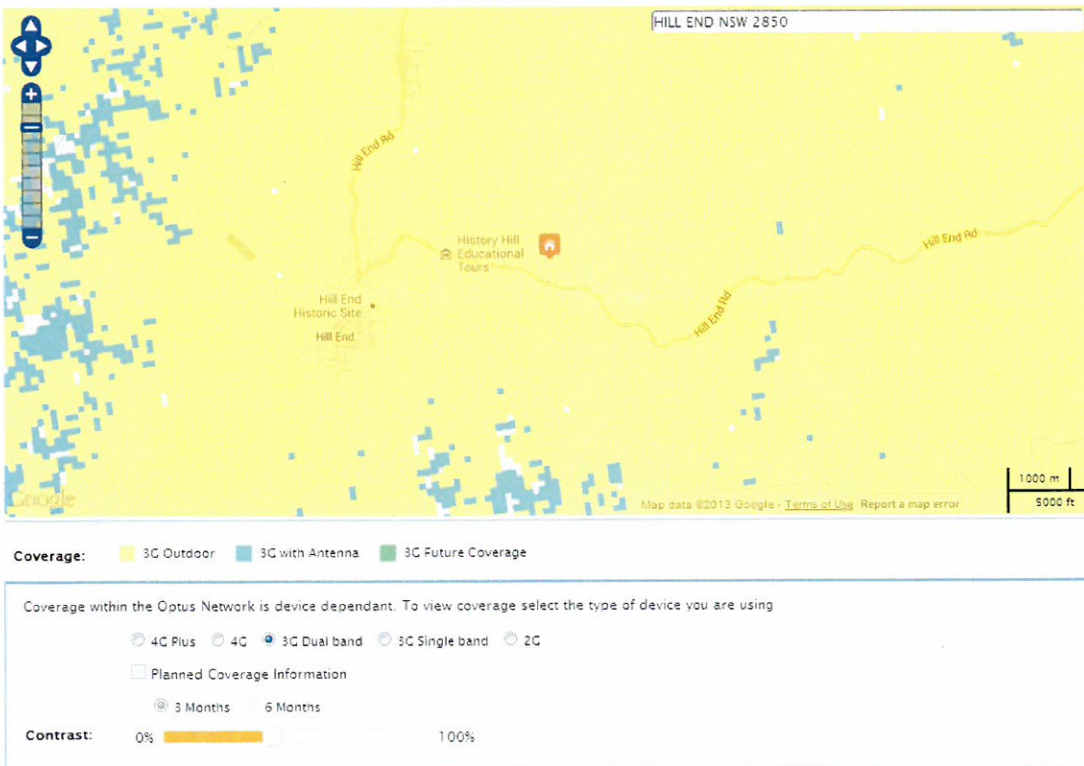 HILL END NSW 2850
Hill End Rd
History Hill
Educational
Tours
Hill End Rd
Hill End
Historic Site
Hill End Rd
Hill End
Google
Map data ©2013 Google - Terms of Use Report a map error
1000 m
5000 ft
Coverage: 3G Outdoor 3G with Antenna 3G Future Coverage
Coverage within the Optus Network is device dependant. To view coverage select the type of device you are using
4G Plus 4G 3G Dual band 3G Single band 2G
Planned Coverage Information
3 Months 6 Months
Contrast: 0% 100%